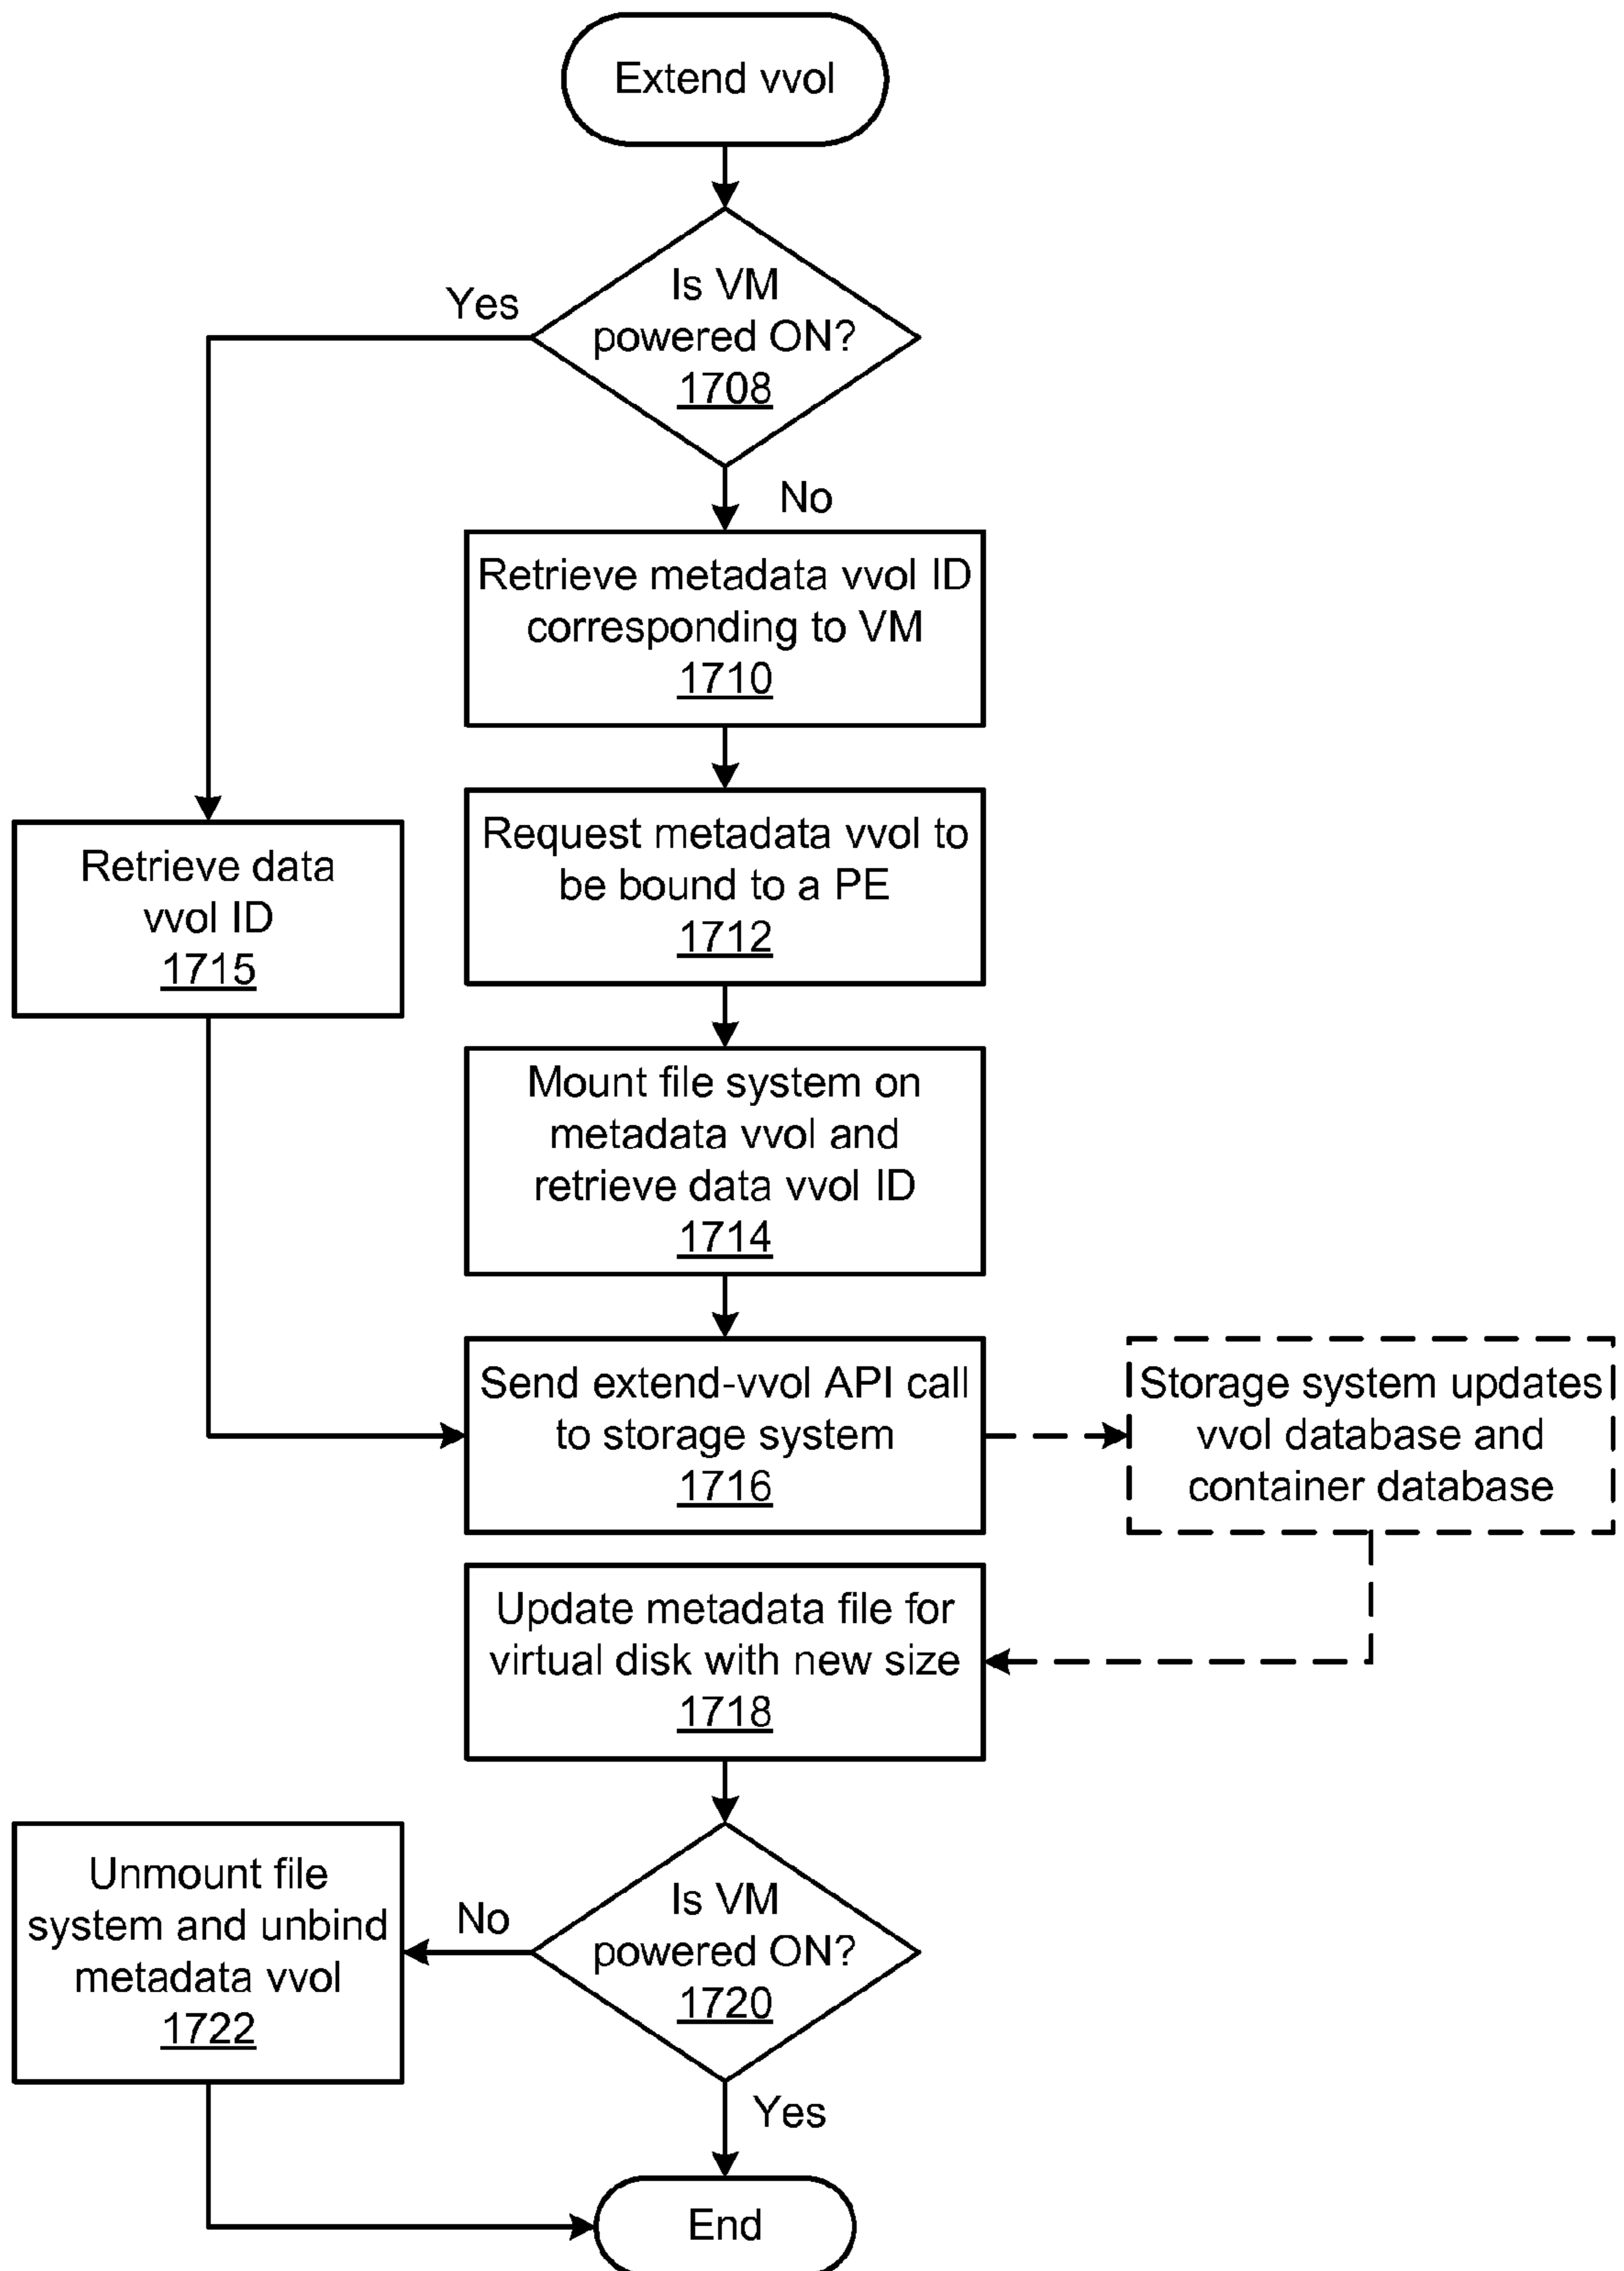 Extend vvol
Is VM
powered ON?
1708
Yes
No
Retrieve metadata vvol ID
corresponding to VM
1710
Request metadata vvol to
be bound to a PE
1712
Retrieve data
vvol ID
1715
Mount file system on
metadata vvol and
retrieve data vvol ID
1714
Send extend-vvol API call
to storage system
1716
Storage system updates
vvol database and
container database
Update metadata file for
virtual disk with new size
1718
Is VM
powered ON?
1720
No
Unmount file
system and unbind
metadata vvol
1722
Yes
End